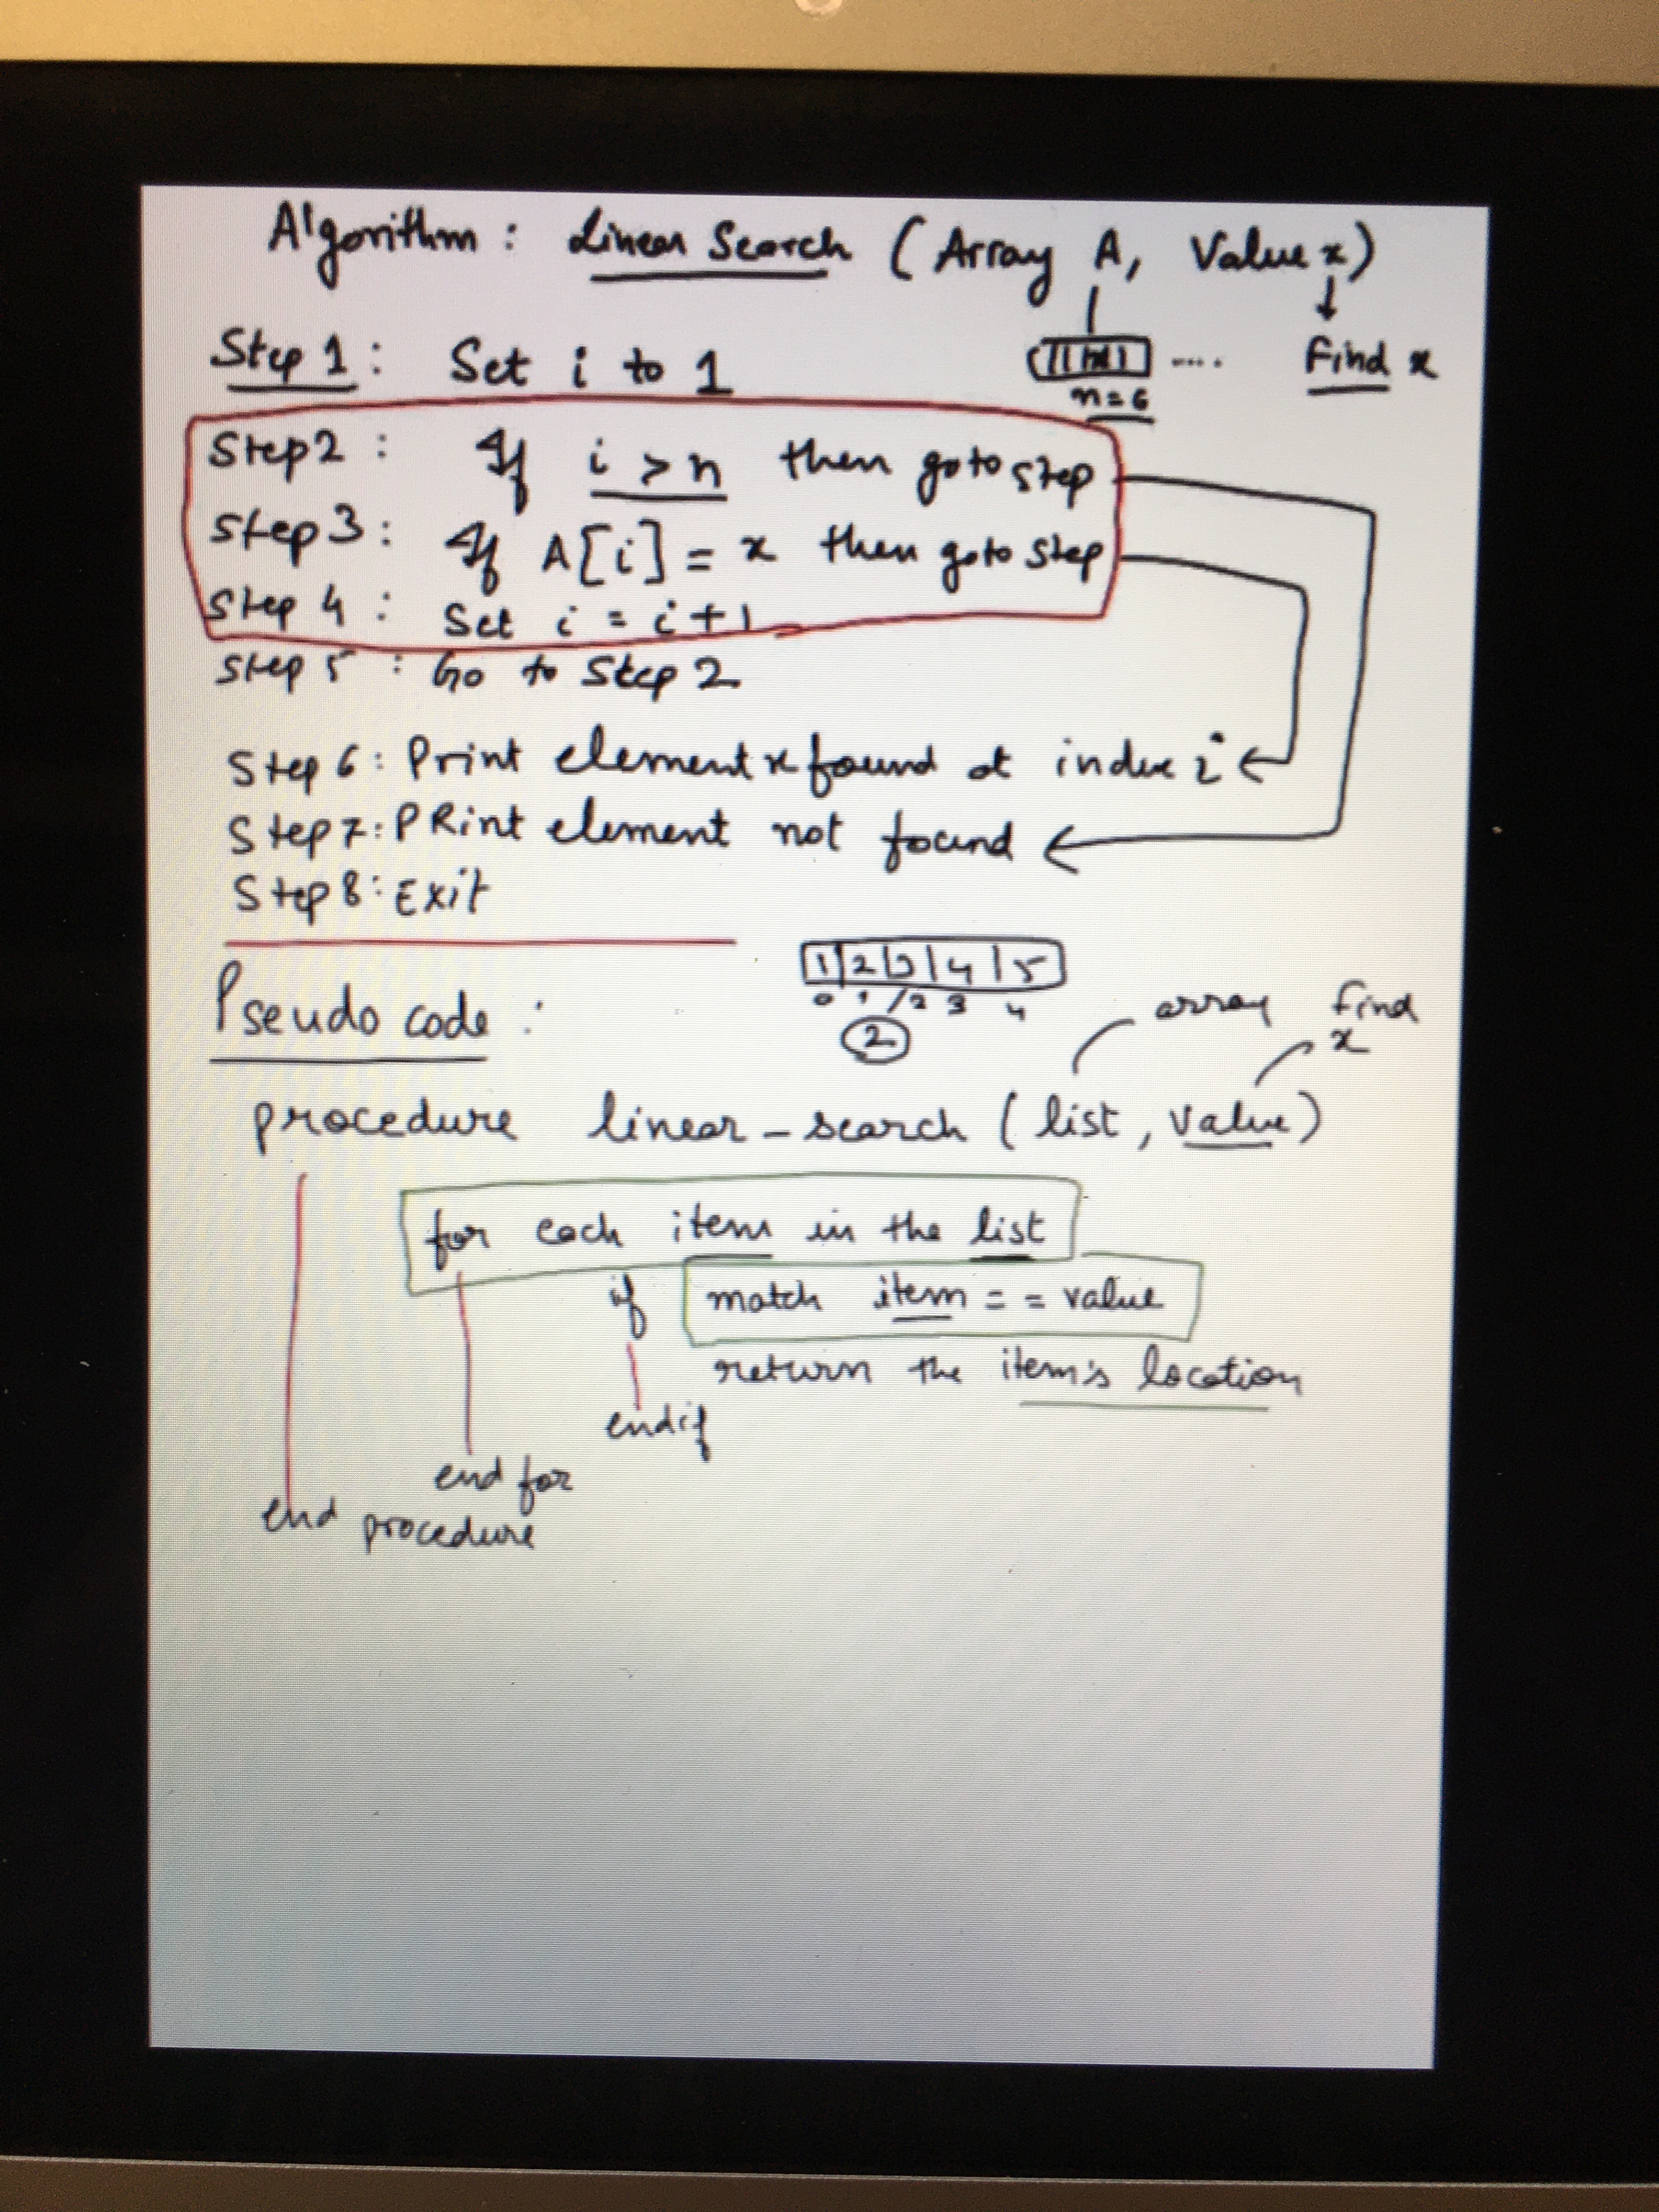 Algorithm : Linear Search (Array A, Value x)
Step 1 : Set i to 1
.... Find x
n = 6
Step 2 : If i > n then goto step
Step 3 : If A[i] = x then goto step
Step 4 : Set i = i + 1
Step 5 : Go to Step 2
Step 6 : Print element x found at index i
Step 7 : PRint element not found
Step 8 : Exit
1 2 3 4 5
0 1 2 3 4
2
Pseudo code :
array find x
procedure linear - search ( list , value )
for each item in the list
if match item = = value
return the item's location
endif
end for
end procedure